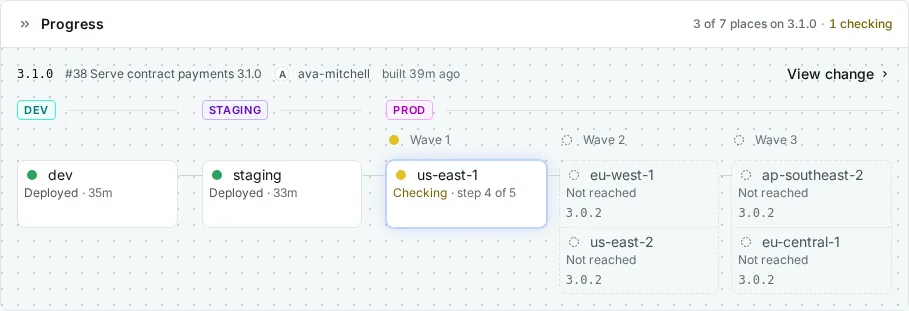 Progress
3 of 7 places on 3.1.0 · 1 checking
3.1.0 #38 Serve contract payments 3.1.0 A ava-mitchell built 39m ago
View change
DEV
STAGING
PROD
Wave 1
Wave 2
Wave 3
dev
Deployed · 35m
staging
Deployed · 33m
us-east-1
Checking · step 4 of 5
eu-west-1
Not reached
3.0.2
us-east-2
Not reached
3.0.2
ap-southeast-2
Not reached
3.0.2
eu-central-1
Not reached
3.0.2